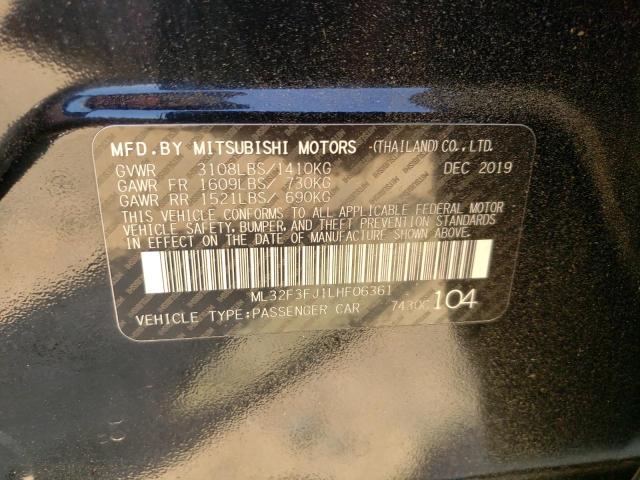 MFD.BY MITSUBISHI MOTORS -(THAILAND)CO.,LTD.
GVWR 3108LBS/1410KG DEC 2019
GAWR FR 1609LBS/ 730KG
GAWR RR 1521LBS/ 690KG
THIS VEHICLE CONFORMS TO ALL APPLICABLE FEDERAL MOTOR
VEHICLE SAFETY, BUMPER, AND THEFT PREVENTION STANDARDS
IN EFFECT ON THE DATE OF MANUFACTURE SHOWN ABOVE.
ML32F3FJ1LHF06361
VEHICLE TYPE:PASSENGER CAR 7430C 104